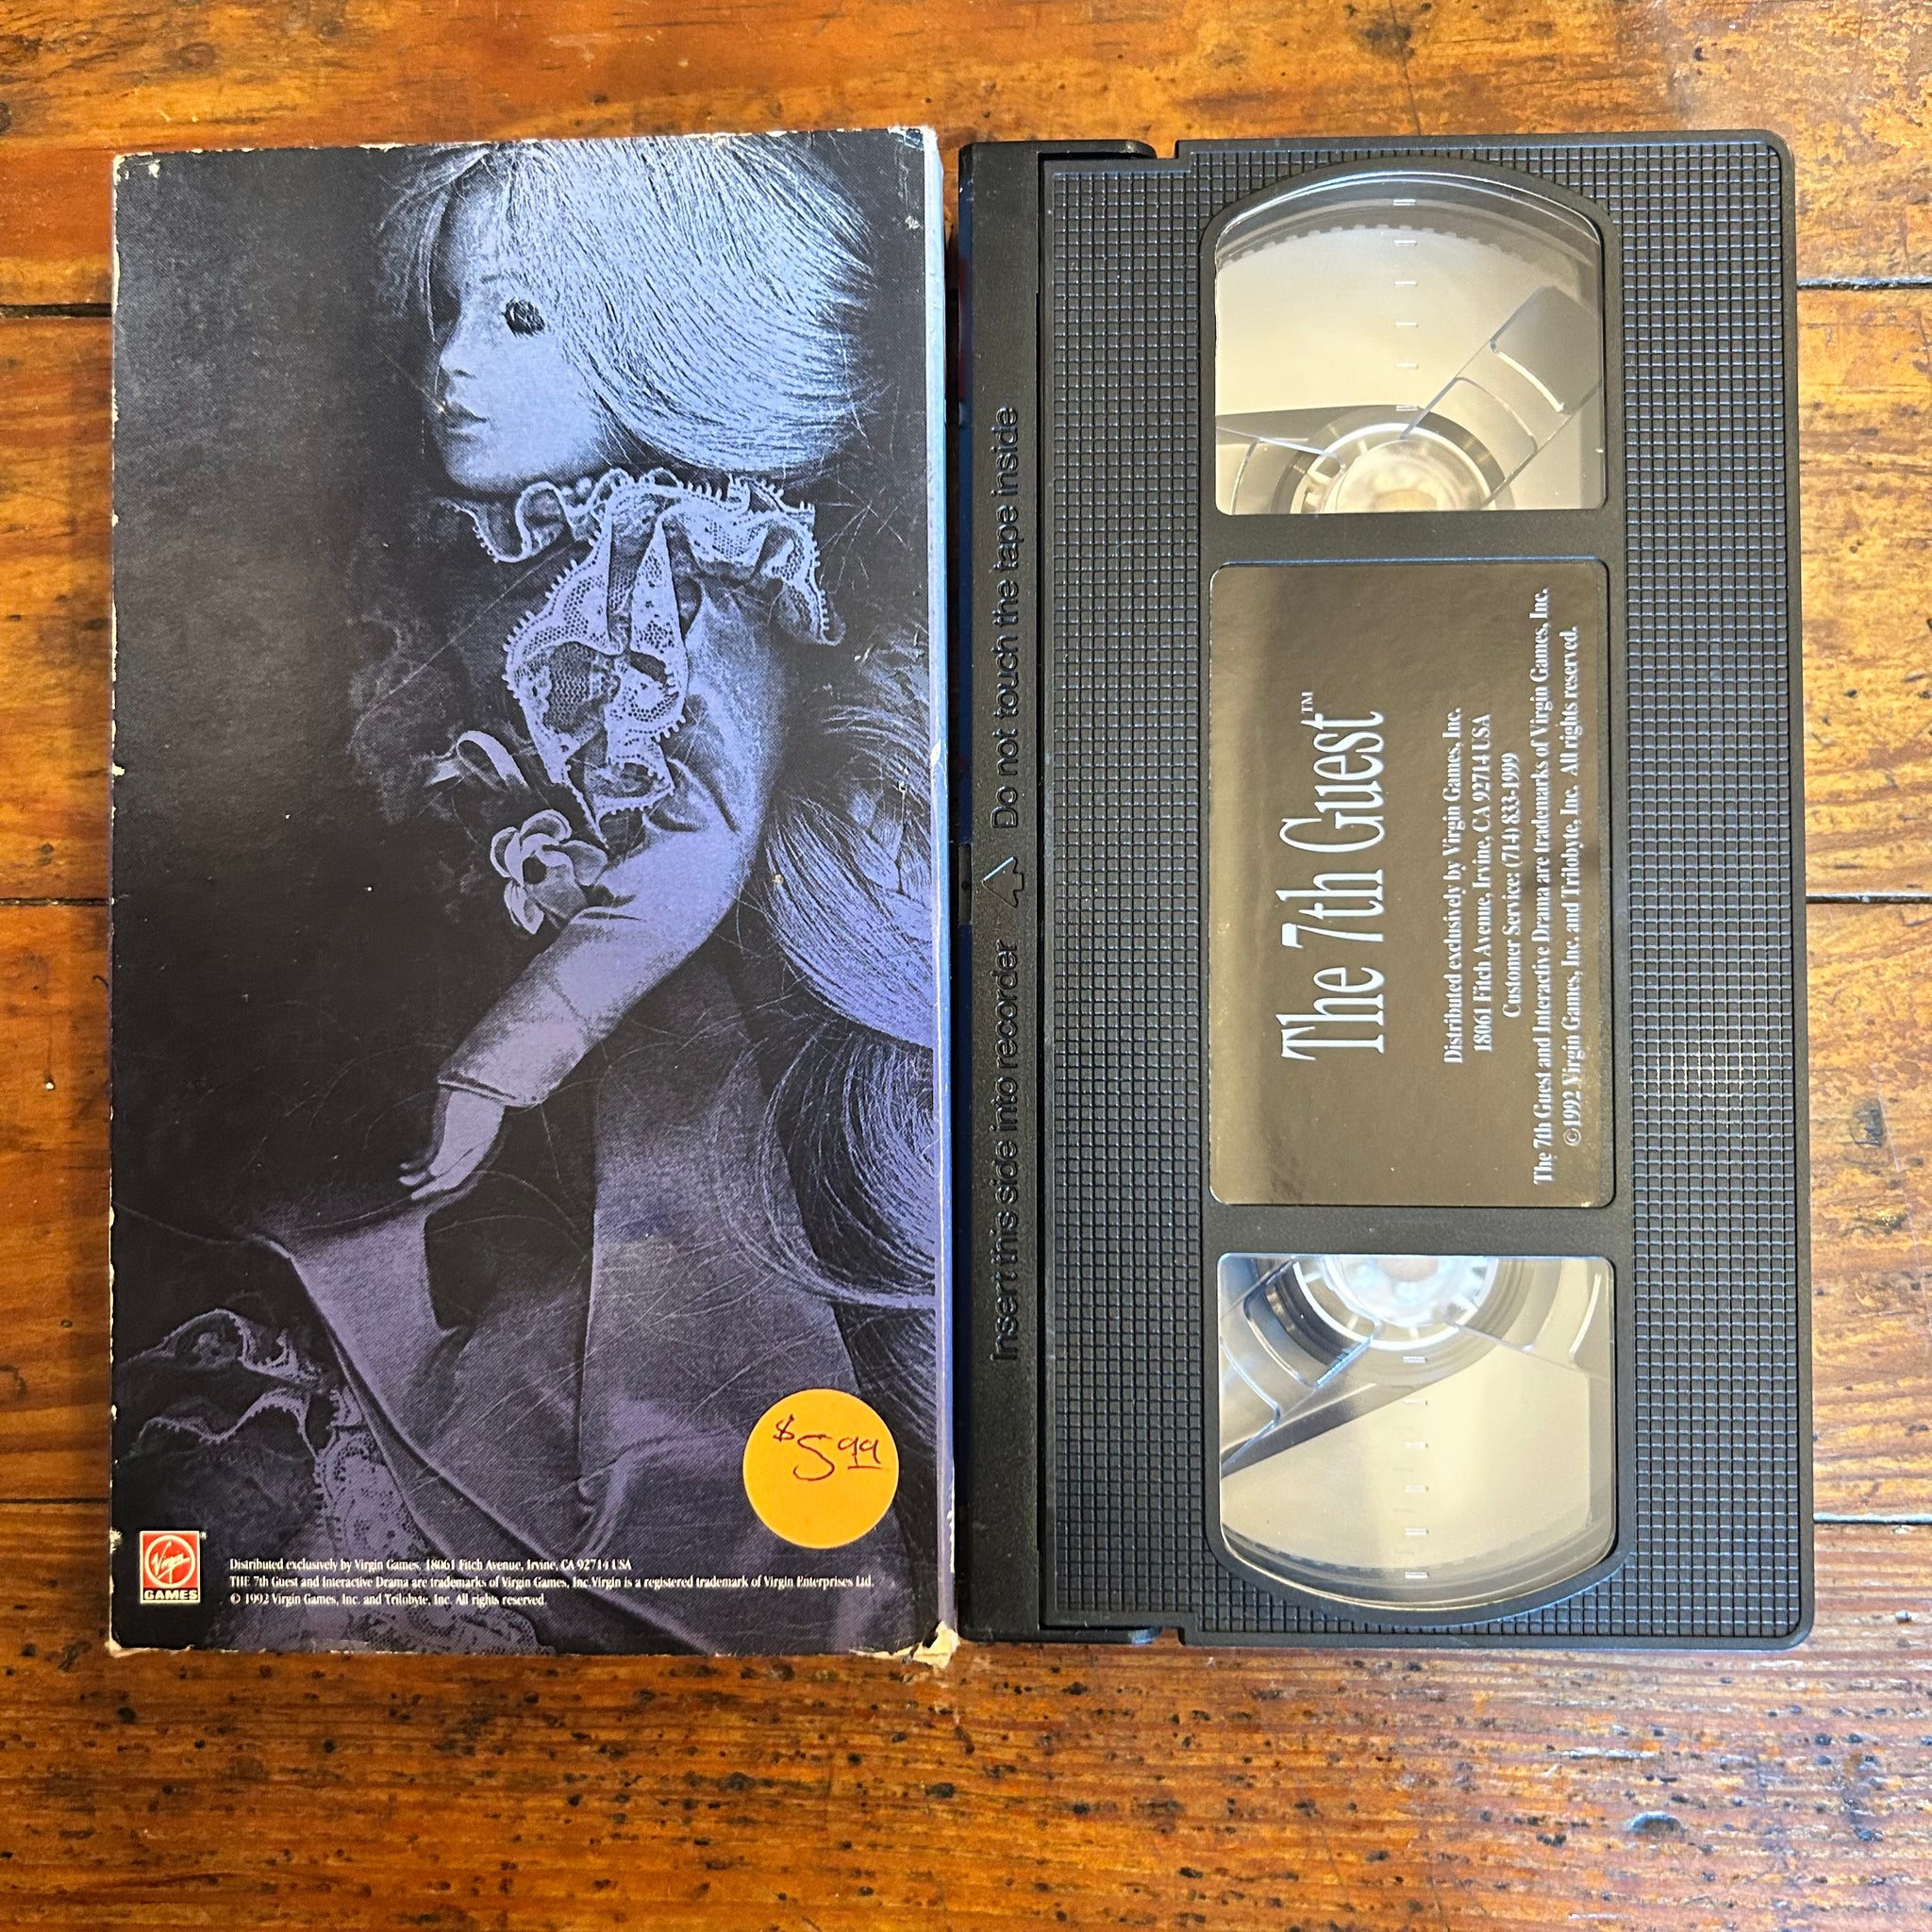 $5.99
Virgin
GAMES
Distributed exclusively by Virgin Games, 18061 Fitch Avenue, Irvine, CA 92714 USA
THE 7th Guest and Interactive Drama are trademarks of Virgin Games, Inc.Virgin is a registered trademark of Virgin Enterprises Ltd.
© 1992 Virgin Games, Inc. and Trilobyte, Inc. All rights reserved.
Insert this side into recorder △ Do not touch the tape inside
The 7th Guest™
Distributed exclusively by Virgin Games, Inc.
18061 Fitch Avenue, Irvine, CA 92714 USA
Customer Service: (714) 833-1999
The 7th Guest and Interactive Drama are trademarks of Virgin Games, Inc.
©1992 Virgin Games, Inc. and Trilobyte, Inc. All rights reserved.